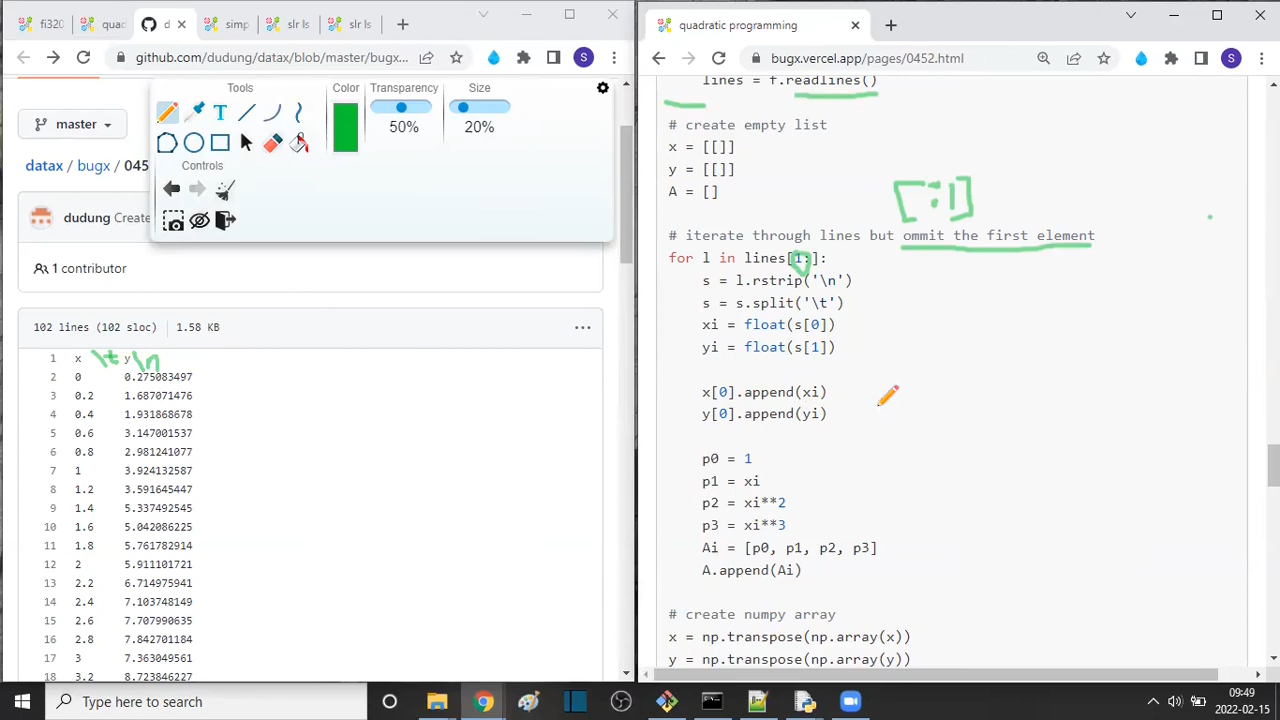 fi320
quad
d
simp
slr ls
slr ls
github.com/dudung/datax/blob/master/bugx...
S
Tools
Color
Transparency
Size
50%
20%
Controls
master
datax / bugx / 045
dudung Create
1 contributor
102 lines (102 sloc) 1.58 KB
1 x \t y \n
2 0 0.275083497
3 0.2 1.687071476
4 0.4 1.931868678
5 0.6 3.147001537
6 0.8 2.981241077
7 1 3.924132587
8 1.2 3.591645447
9 1.4 5.337492545
10 1.6 5.042086225
11 1.8 5.761782914
12 2 5.911101721
13 2.2 6.714975941
14 2.4 7.103748149
15 2.6 7.707990635
16 2.8 7.842701184
17 3 7.363049561
18 8.723846227
quadratic programming
bugx.vercel.app/pages/0452.html
S
lines = f.readlines()
# create empty list
x = [[]]
y = [[]]
A = []
[:1]
# iterate through lines but ommit the first element
for l in lines[1:]:
s = l.rstrip('\n')
s = s.split('\t')
xi = float(s[0])
yi = float(s[1])
x[0].append(xi)
y[0].append(yi)
p0 = 1
p1 = xi
p2 = xi**2
p3 = xi**3
Ai = [p0, p1, p2, p3]
A.append(Ai)
# create numpy array
x = np.transpose(np.array(x))
y = np.transpose(np.array(y))
Type here to search
09:49
2022-02-15